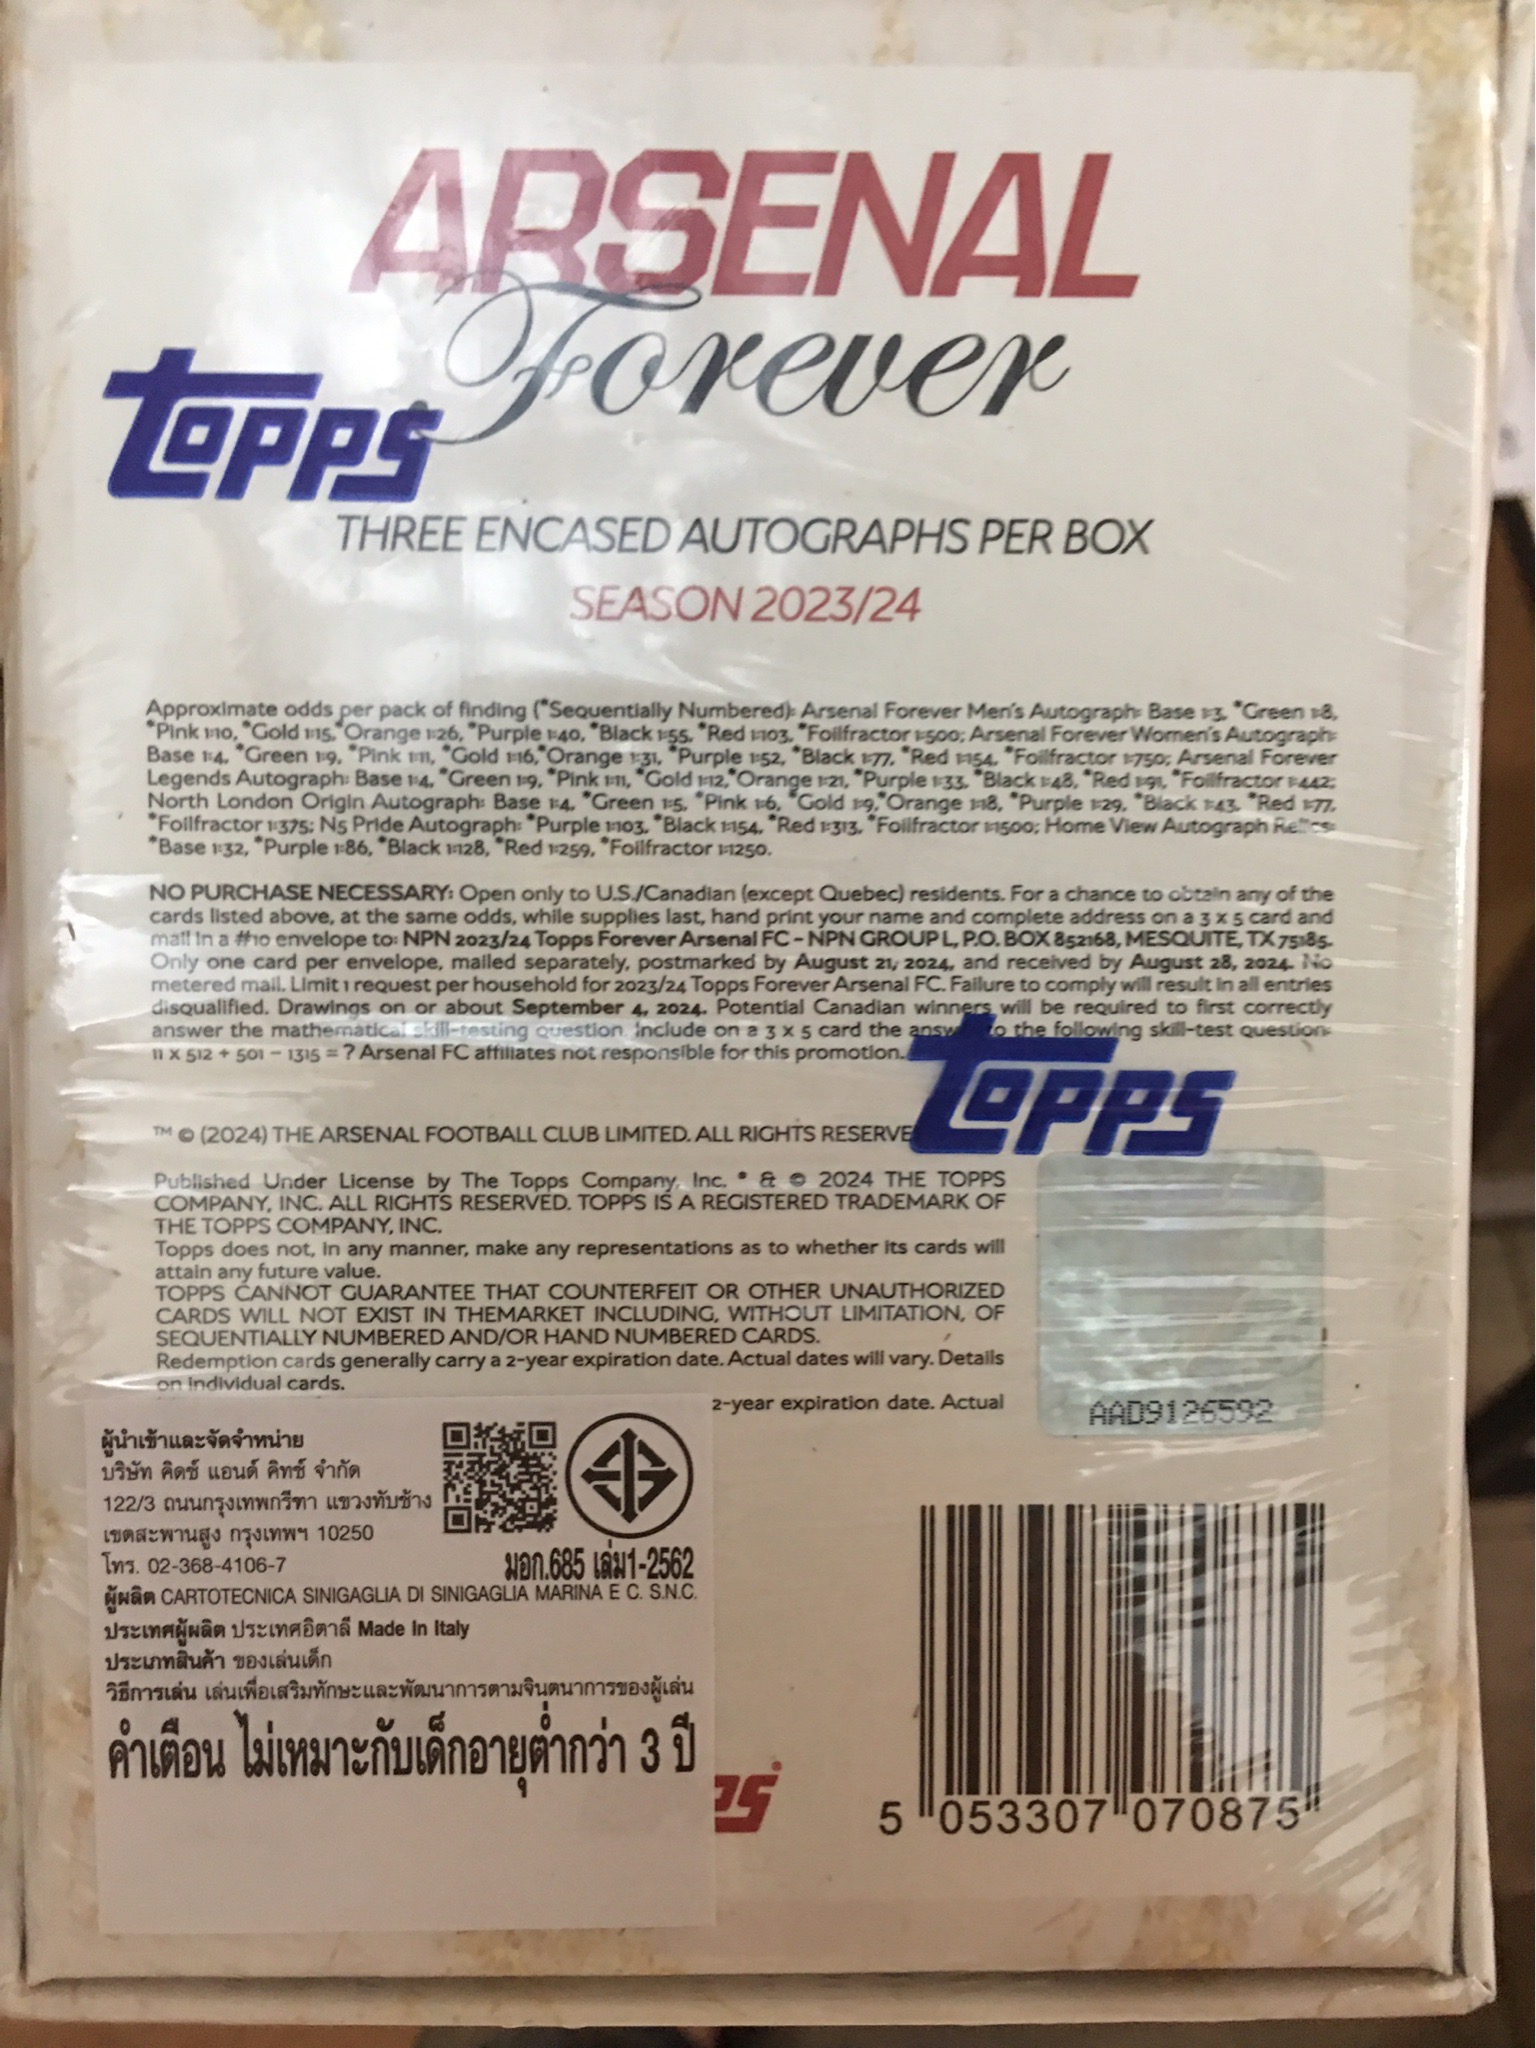 ARSENAL
Forever
TOPPS
THREE ENCASED AUTOGRAPHS PER BOX
SEASON 2023/24
Approximate odds per pack of finding (*Sequentially Numbered): Arsenal Forever Men's Autograph: Base 1:3, *Green 1:8,
*Pink 1:10, *Gold 1:15,*Orange 1:26, *Purple 1:40, *Black 1:55, *Red 1:103, *Foilfractor 1:500; Arsenal Forever Women's Autograph:
Base 1:4, *Green 1:9, *Pink 1:11, *Gold 1:16,*Orange 1:31, *Purple 1:52, *Black 1:77, *Red 1:154, *Foilfractor 1:750; Arsenal Forever
Legends Autograph: Base 1:4, *Green 1:9, *Pink 1:11, *Gold 1:12,*Orange 1:21, *Purple 1:33, *Black 1:48, *Red 1:91, *Foilfractor 1:442;
North London Origin Autograph: Base 1:4, *Green 1:5, *Pink 1:6, *Gold 1:9,*Orange 1:18, *Purple 1:29, *Black 1:43, *Red 1:77,
*Foilfractor 1:375; N5 Pride Autograph: *Purple 1:103, *Black 1:154, *Red 1:313, *Foilfractor 1:1500; Home View Autograph Relics:
*Base 1:32, *Purple 1:86, *Black 1:128, *Red 1:259, *Foilfractor 1:1250.
NO PURCHASE NECESSARY: Open only to U.S./Canadian (except Quebec) residents. For a chance to obtain any of the
cards listed above, at the same odds, while supplies last, hand print your name and complete address on a 3 x 5 card and
mail in a #10 envelope to: NPN 2023/24 Topps Forever Arsenal FC - NPN GROUP L, P.O. BOX 852168, MESQUITE, TX 75185.
Only one card per envelope, mailed separately, postmarked by August 21, 2024, and received by August 28, 2024. No
metered mail. Limit 1 request per household for 2023/24 Topps Forever Arsenal FC. Failure to comply will result in all entries
disqualified. Drawings on or about September 4, 2024. Potential Canadian winners will be required to first correctly
answer the mathematical skill-testing question. Include on a 3 x 5 card the answ to the following skill-test question:
11 x 512 + 501 - 1315 = ? Arsenal FC affiliates not responsible for this promotion.
TOPPS
™ © (2024) THE ARSENAL FOOTBALL CLUB LIMITED. ALL RIGHTS RESERVE
Published Under License by The Topps Company, Inc. ® & © 2024 THE TOPPS
COMPANY, INC. ALL RIGHTS RESERVED. TOPPS IS A REGISTERED TRADEMARK OF
THE TOPPS COMPANY, INC.
Topps does not, in any manner, make any representations as to whether its cards will
attain any future value.
TOPPS CANNOT GUARANTEE THAT COUNTERFEIT OR OTHER UNAUTHORIZED
CARDS WILL NOT EXIST IN THEMARKET INCLUDING, WITHOUT LIMITATION, OF
SEQUENTIALLY NUMBERED AND/OR HAND NUMBERED CARDS.
Redemption cards generally carry a 2-year expiration date. Actual dates will vary. Details
on individual cards.
2-year expiration date. Actual
AAD9126592
ผู้นำเข้าและจัดจำหน่าย
บริษัท คิดซ์ แอนด์ คิทซ์ จำกัด
122/3 ถนนกรุงเทพกรีฑา แขวงทับช้าง
เขตสะพานสูง กรุงเทพฯ 10250
โทร. 02-368-4106-7
มอก.685 เล่ม1-2562
ผู้ผลิต CARTOTECNICA SINIGAGLIA DI SINIGAGLIA MARINA E C. S.N.C.
ประเทศผู้ผลิต ประเทศอิตาลี Made In Italy
ประเภทสินค้า ของเล่นเด็ก
วิธีการเล่น เล่นเพื่อเสริมทักษะและพัฒนาการตามจินตนาการของผู้เล่น
คำเตือน ไม่เหมาะกับเด็กอายุต่ำกว่า 3 ปี
PS®
5 053307 070875